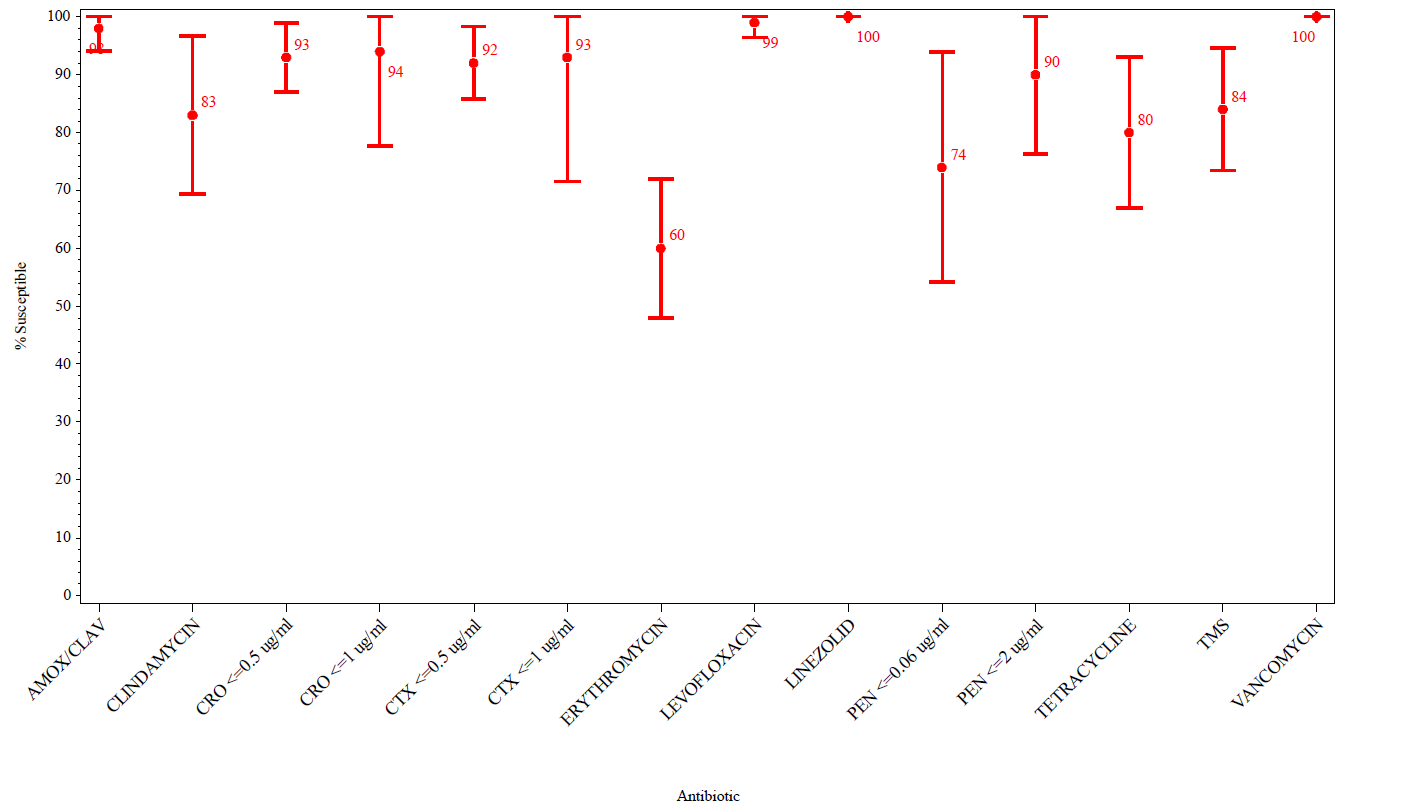 100
90
80
70
60
50
40
30
20
10
0
% Susceptible
83
93
94
92
93
60
99
100
74
90
80
84
100
AMOX/CLAV
CLINDAMYCIN
CRO <=0.5 ug/ml
CRO <=1 ug/ml
CTX <=0.5 ug/ml
CTX <=1 ug/ml
ERYTHROMYCIN
LEVOFLOXACIN
LINEZOLID
PEN <=0.06 ug/ml
PEN <=2 ug/ml
TETRACYCLINE
TMS
VANCOMYCIN
Antibiotic